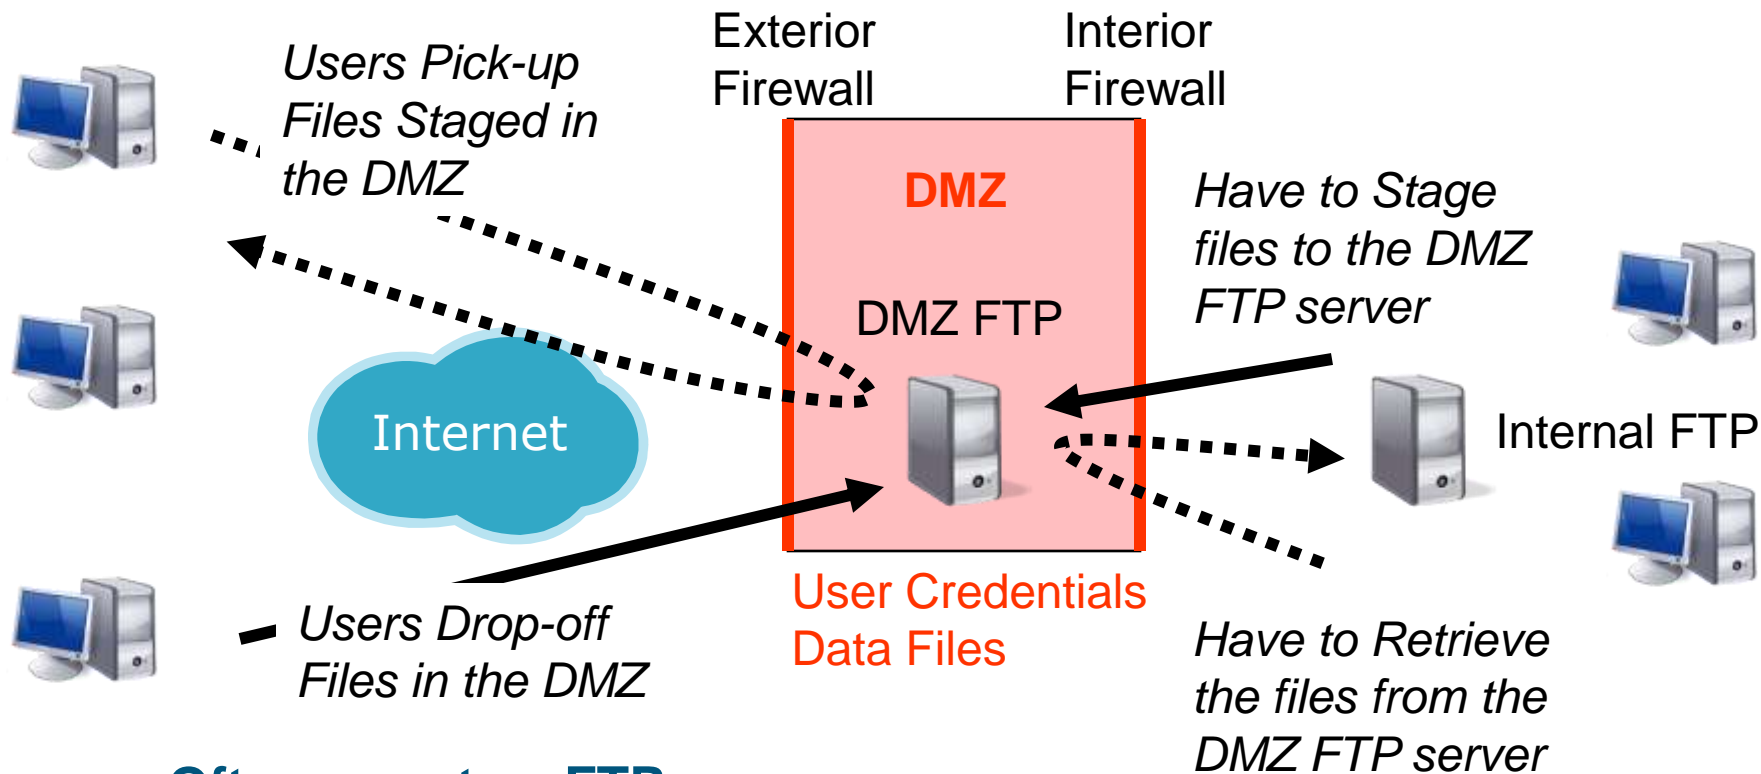 Exterior
Firewall
Interior
Firewall
Users Pick-up
Files Staged in
the DMZ
DMZ
Have to Stage
files to the DMZ
FTP server
DMZ FTP
Internet
Internal FTP
User Credentials
Data Files
Users Drop-off
Files in the DMZ
Have to Retrieve
the files from the
DMZ FTP server
FTP